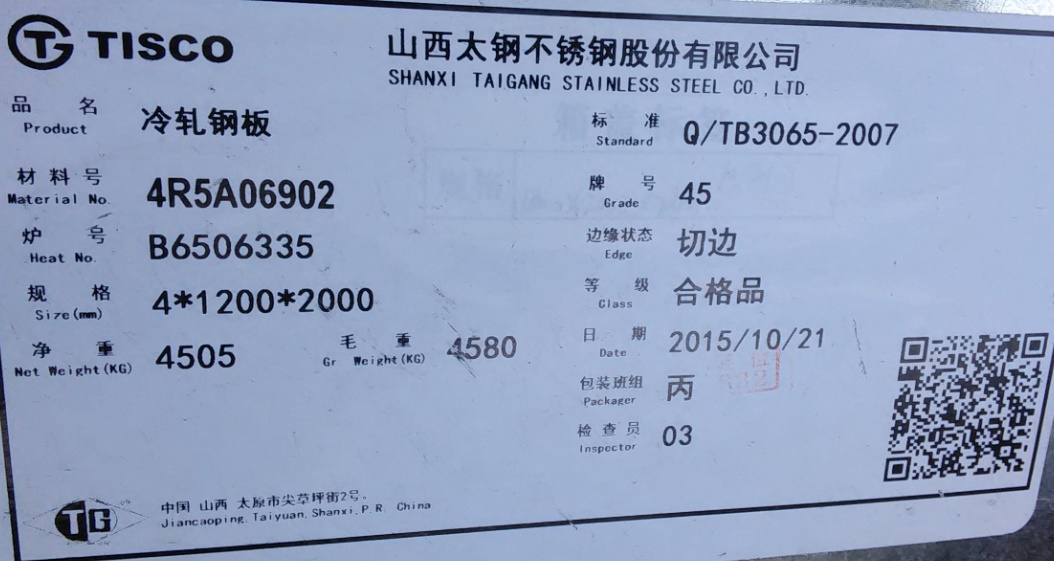 TISCO
山西太钢不锈钢股份有限公司
SHANXI TAIGANG STAINLESS STEEL CO.,LTD.
品 名 冷轧钢板
Product
标 准 Q/TB3065-2007
Standard
材 料 号 4R5A06902
Material No.
牌 号 45
Grade
炉 号 B6506335
Heat No.
边缘状态 切边
Edge
规 格 4*1200*2000
Size(mm)
等 级 合格品
Class
净 重 4505 毛 重 4580
Net Weight(KG) Gr Weight(KG)
日 期 2015/10/21
Date
包装班组 丙
Packager
检 查 员 03
Inspector
TG
中国 山西 太原市尖草坪街2号。
Jiancaoping.Taiyuan.Shanxi.P.R. China